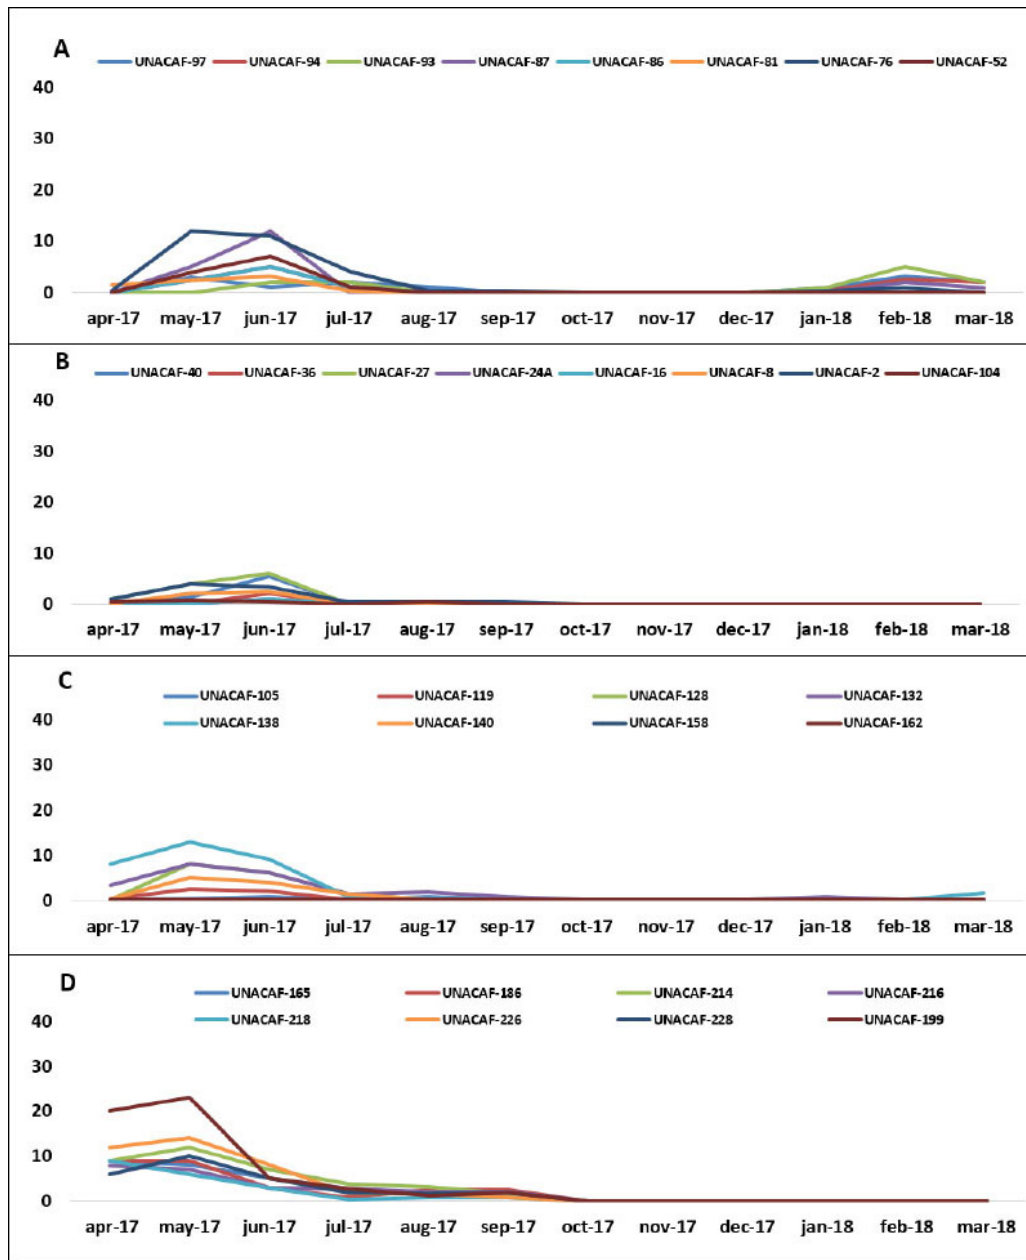 A
UNACAF-97 UNACAF-94 UNACAF-93 UNACAF-87 UNACAF-86 UNACAF-81 UNACAF-76 UNACAF-52
40
30
20
10
0
apr-17 may-17 jun-17 jul-17 aug-17 sep-17 oct-17 nov-17 dec-17 jan-18 feb-18 mar-18
B
UNACAF-40 UNACAF-36 UNACAF-27 UNACAF-24A UNACAF-16 UNACAF-8 UNACAF-2 UNACAF-104
40
30
20
10
0
apr-17 may-17 jun-17 jul-17 aug-17 sep-17 oct-17 nov-17 dec-17 jan-18 feb-18 mar-18
C
UNACAF-105 UNACAF-119 UNACAF-128 UNACAF-132
UNACAF-138 UNACAF-140 UNACAF-158 UNACAF-162
40
30
20
10
0
apr-17 may-17 jun-17 jul-17 aug-17 sep-17 oct-17 nov-17 dec-17 jan-18 feb-18 mar-18
D
UNACAF-165 UNACAF-186 UNACAF-214 UNACAF-216
UNACAF-218 UNACAF-226 UNACAF-228 UNACAF-199
40
30
20
10
0
apr-17 may-17 jun-17 jul-17 aug-17 sep-17 oct-17 nov-17 dec-17 jan-18 feb-18 mar-18